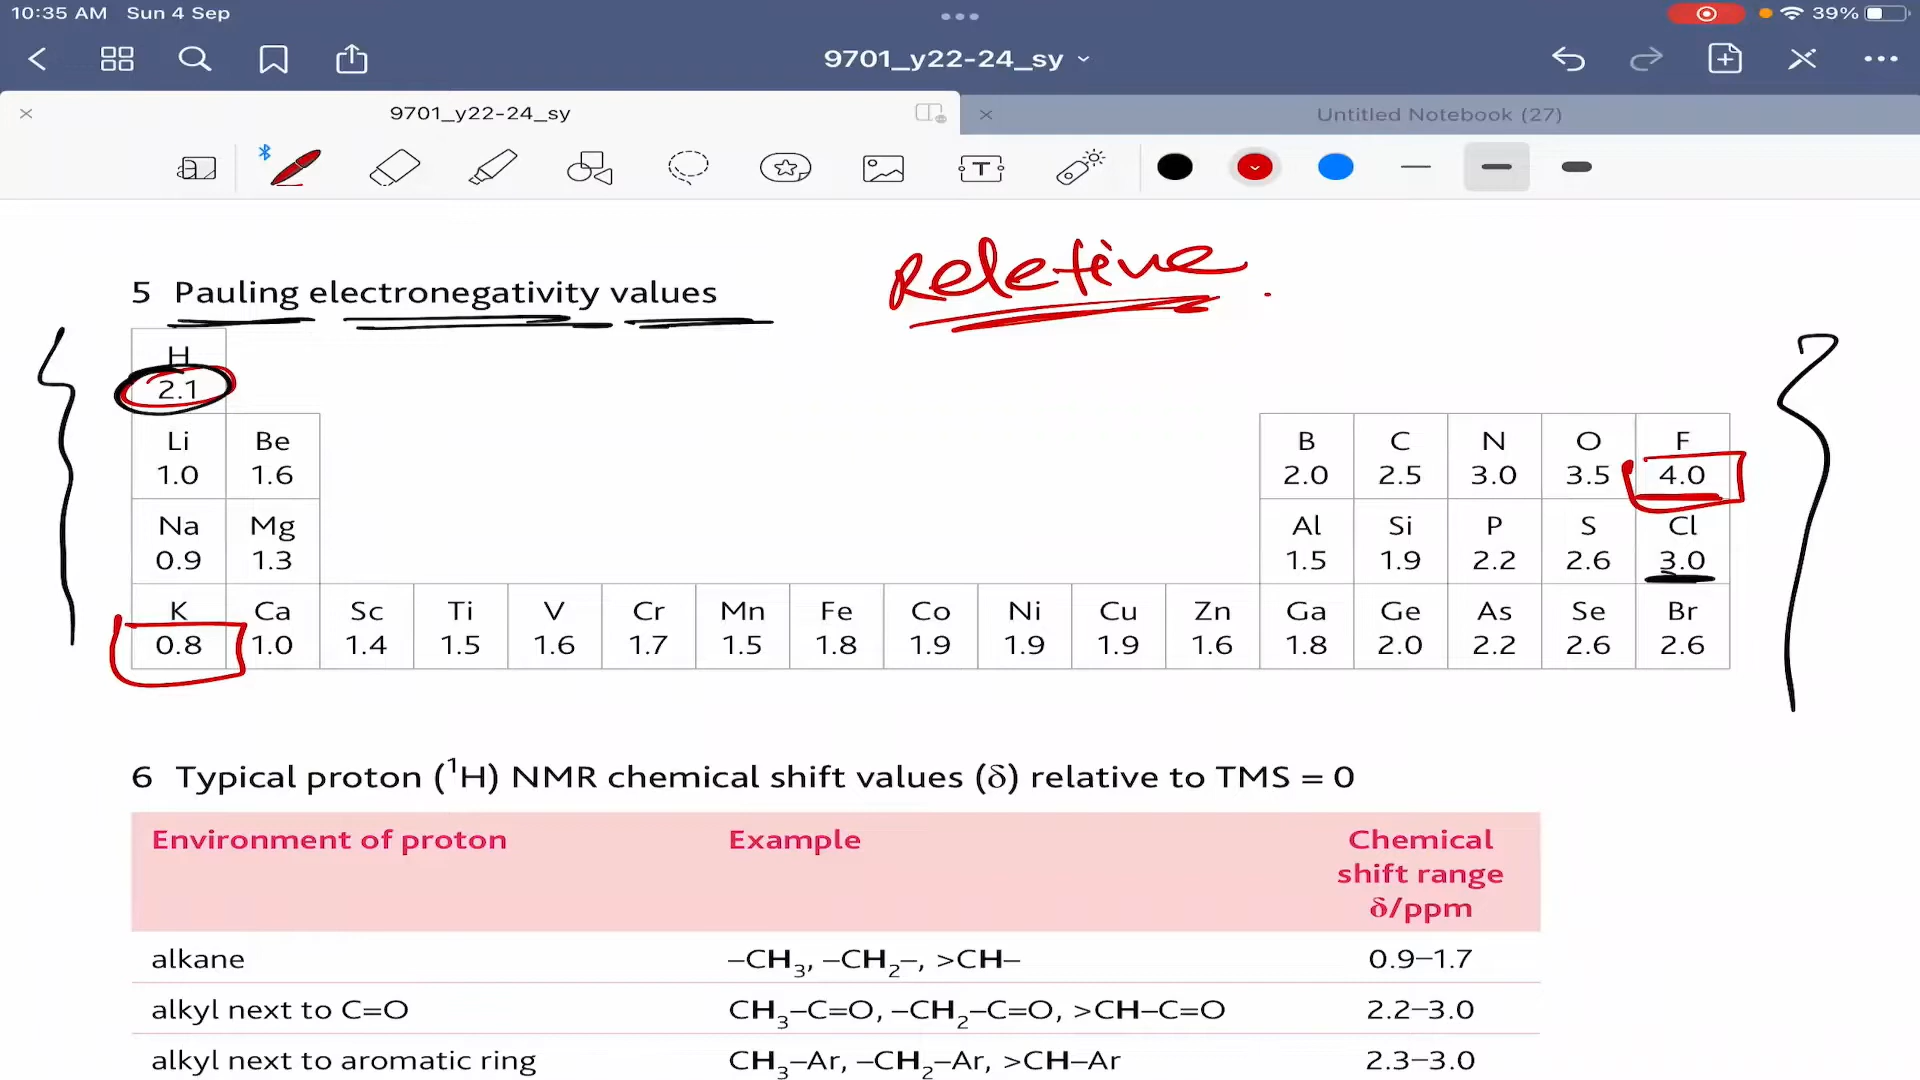 10:35 AM Sun 4 Sep
39%
9701_y22-24_sy
9701_y22-24_sy
Untitled Notebook (27)
Reletive
5 Pauling electronegativity values
H
2.1
Li Be B C N O F
1.0 1.6 2.0 2.5 3.0 3.5 4.0
Na Mg Al Si P S Cl
0.9 1.3 1.5 1.9 2.2 2.6 3.0
K Ca Sc Ti V Cr Mn Fe Co Ni Cu Zn Ga Ge As Se Br
0.8 1.0 1.4 1.5 1.6 1.7 1.5 1.8 1.9 1.9 1.9 1.6 1.8 2.0 2.2 2.6 2.6
6 Typical proton (¹H) NMR chemical shift values (δ) relative to TMS = 0
Environment of proton Example Chemical
shift range
δ/ppm
alkane –CH₃, –CH₂–, >CH– 0.9–1.7
alkyl next to C=O CH₃–C=O, –CH₂–C=O, >CH–C=O 2.2–3.0
alkyl next to aromatic ring CH₃–Ar, –CH₂–Ar, >CH–Ar 2.3–3.0